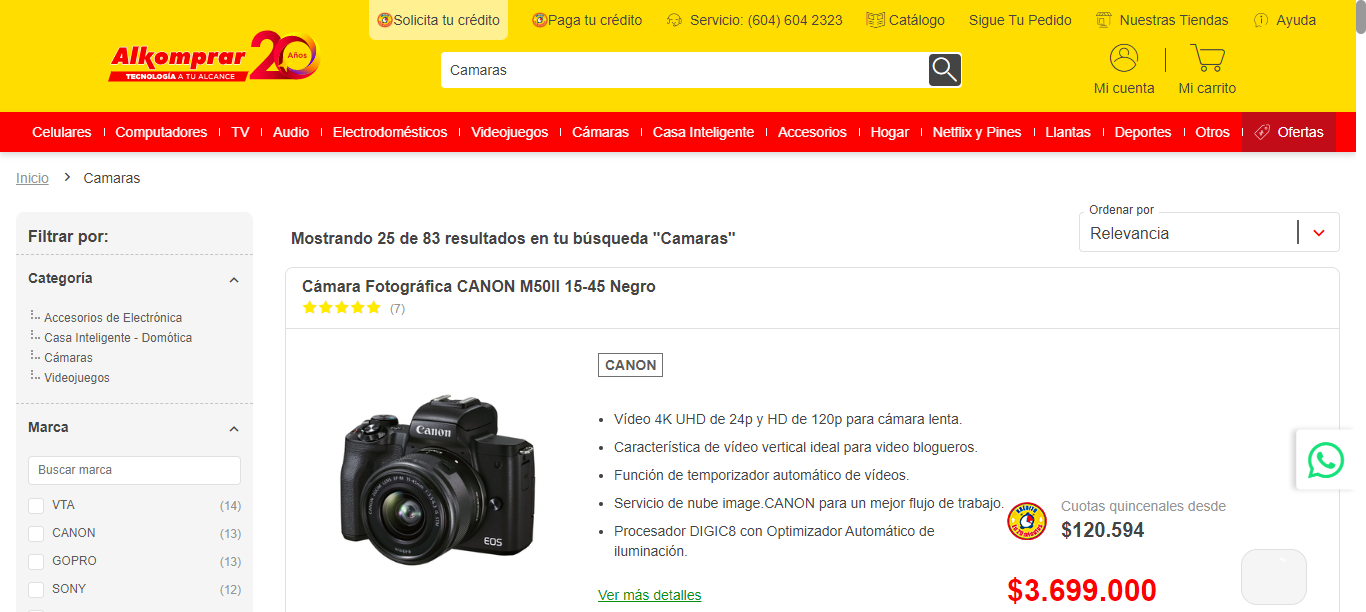 Solicita tu crédito
Paga tu crédito
Servicio: (604) 604 2323
Catálogo
Sigue Tu Pedido
Nuestras Tiendas
Ayuda
Alkomprar 20 Años
TECNOLOGÍA A TU ALCANCE
Camaras
Mi cuenta
Mi carrito
Celulares
Computadores
TV
Audio
Electrodomésticos
Videojuegos
Cámaras
Casa Inteligente
Accesorios
Hogar
Netflix y Pines
Llantas
Deportes
Otros
Ofertas
Inicio > Camaras
Filtrar por:
Categoría
Accesorios de Electrónica
Casa Inteligente - Domótica
Cámaras
Videojuegos
Marca
Buscar marca
VTA (14)
CANON (13)
GOPRO (13)
SONY (12)
Mostrando 25 de 83 resultados en tu búsqueda "Camaras"
Ordenar por
Relevancia
Cámara Fotográfica CANON M50II 15-45 Negro
(7)
Canon
EOS
CANON
Vídeo 4K UHD de 24p y HD de 120p para cámara lenta.
Característica de vídeo vertical ideal para video blogueros.
Función de temporizador automático de vídeos.
Servicio de nube image.CANON para un mejor flujo de trabajo.
Procesador DIGIC8 con Optimizador Automático de
iluminación.
Ver más detalles
Cuotas quincenales desde
$120.594
$3.699.000